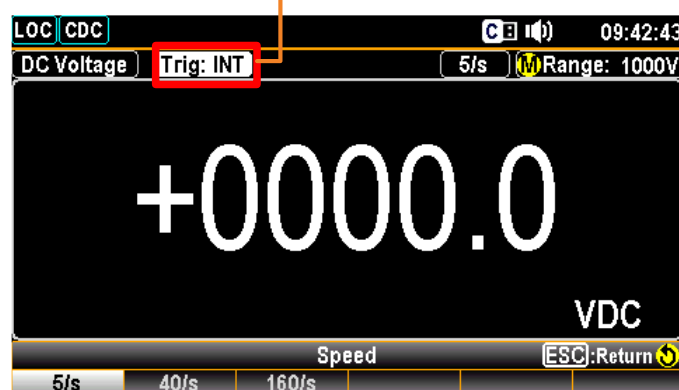 LOC CDC C 09:42:43
DC Voltage Trig: INT 5/s M Range: 1000V
+0000.0
VDC
Speed ESC:Return
5/s 40/s 160/s